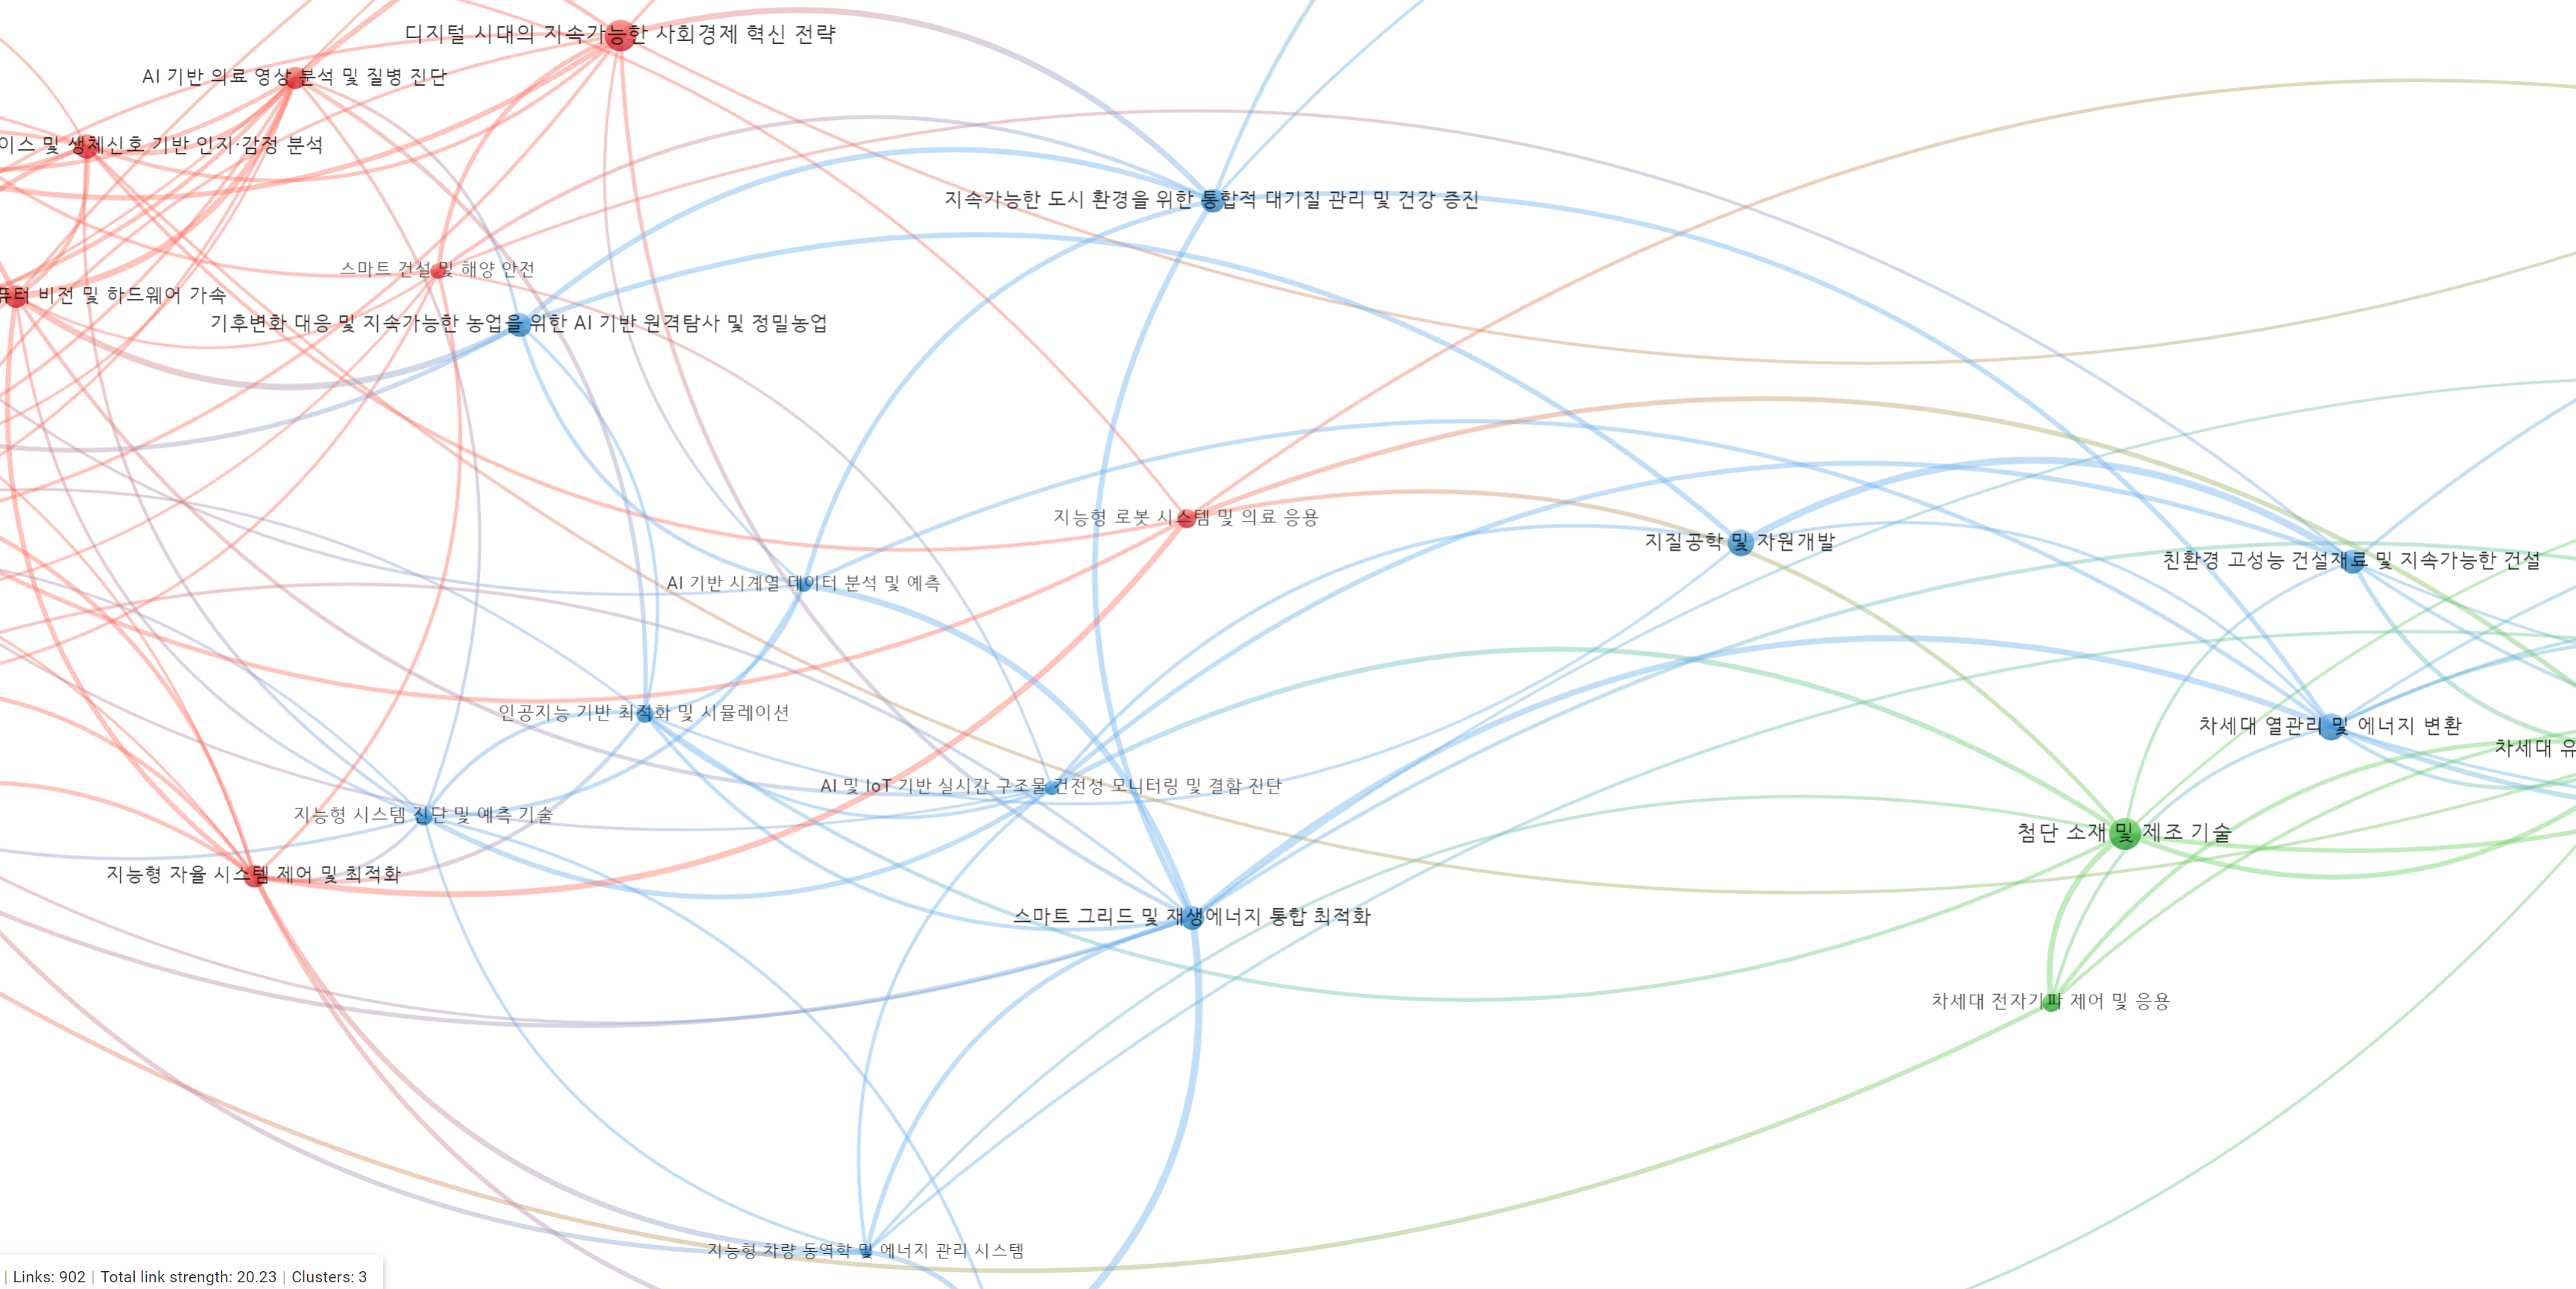 디지털 시대의 지속가능한 사회경제 혁신 전략
AI 기반 의료 영상 분석 및 질병 진단
이스 및 생체신호 기반 인지·감정 분석
지속가능한 도시 환경을 위한 통합적 대기질 관리 및 건강 증진
스마트 건설 및 해양 안전
퓨터 비전 및 하드웨어 가속
기후변화 대응 및 지속가능한 농업을 위한 AI 기반 원격탐사 및 정밀농업
지능형 로봇 시스템 및 의료 응용
지질공학 및 자원개발
친환경 고성능 건설재료 및 지속가능한 건설
AI 기반 시계열 데이터 분석 및 예측
인공지능 기반 최적화 및 시뮬레이션
차세대 열관리 및 에너지 변환
차세대 유
AI 및 IoT 기반 실시간 구조물 건전성 모니터링 및 결함 진단
지능형 시스템 진단 및 예측 기술
첨단 소재 및 제조 기술
지능형 자율 시스템 제어 및 최적화
스마트 그리드 및 재생에너지 통합 최적화
차세대 전자기파 제어 및 응용
지능형 차량 동역학 및 에너지 관리 시스템
| Links: 902 | Total link strength: 20.23 | Clusters: 3